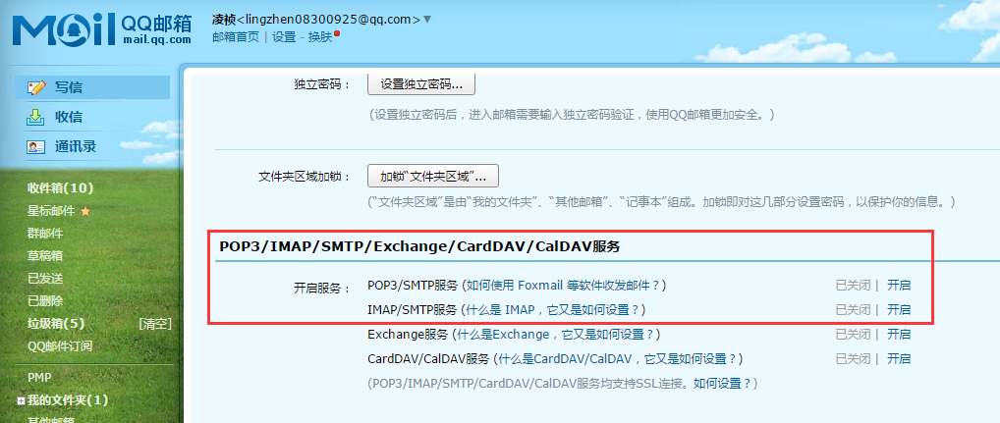 Mail QQ邮箱
mail.qq.com
凌桢<lingzhen08300925@qq.com>
邮箱首页 | 设置 - 换肤
写信
收信
通讯录
收件箱(10)
星标邮件
群邮件
草稿箱
已发送
已删除
垃圾箱(5) [清空]
QQ邮件订阅
PMP
我的文件夹(1)
其他邮箱
独立密码： 设置独立密码...
(设置独立密码后，进入邮箱需要输入独立密码验证，使用QQ邮箱更加安全。)
文件夹区域加锁： 加锁“文件夹区域”...
(“文件夹区域”是由“我的文件夹”、“其他邮箱”、“记事本”组成。加锁即对这几部分设置密码，以保护你的信息。)
POP3/IMAP/SMTP/Exchange/CardDAV/CalDAV服务
开启服务： POP3/SMTP服务 (如何使用 Foxmail 等软件收发邮件？) 已关闭 | 开启
IMAP/SMTP服务 (什么是 IMAP，它又是如何设置？) 已关闭 | 开启
Exchange服务 (什么是Exchange，它又是如何设置？) 已关闭 | 开启
CardDAV/CalDAV服务 (什么是CardDAV/CalDAV，它又是如何设置？) 已关闭 | 开启
(POP3/IMAP/SMTP/CardDAV/CalDAV服务均支持SSL连接。如何设置？)